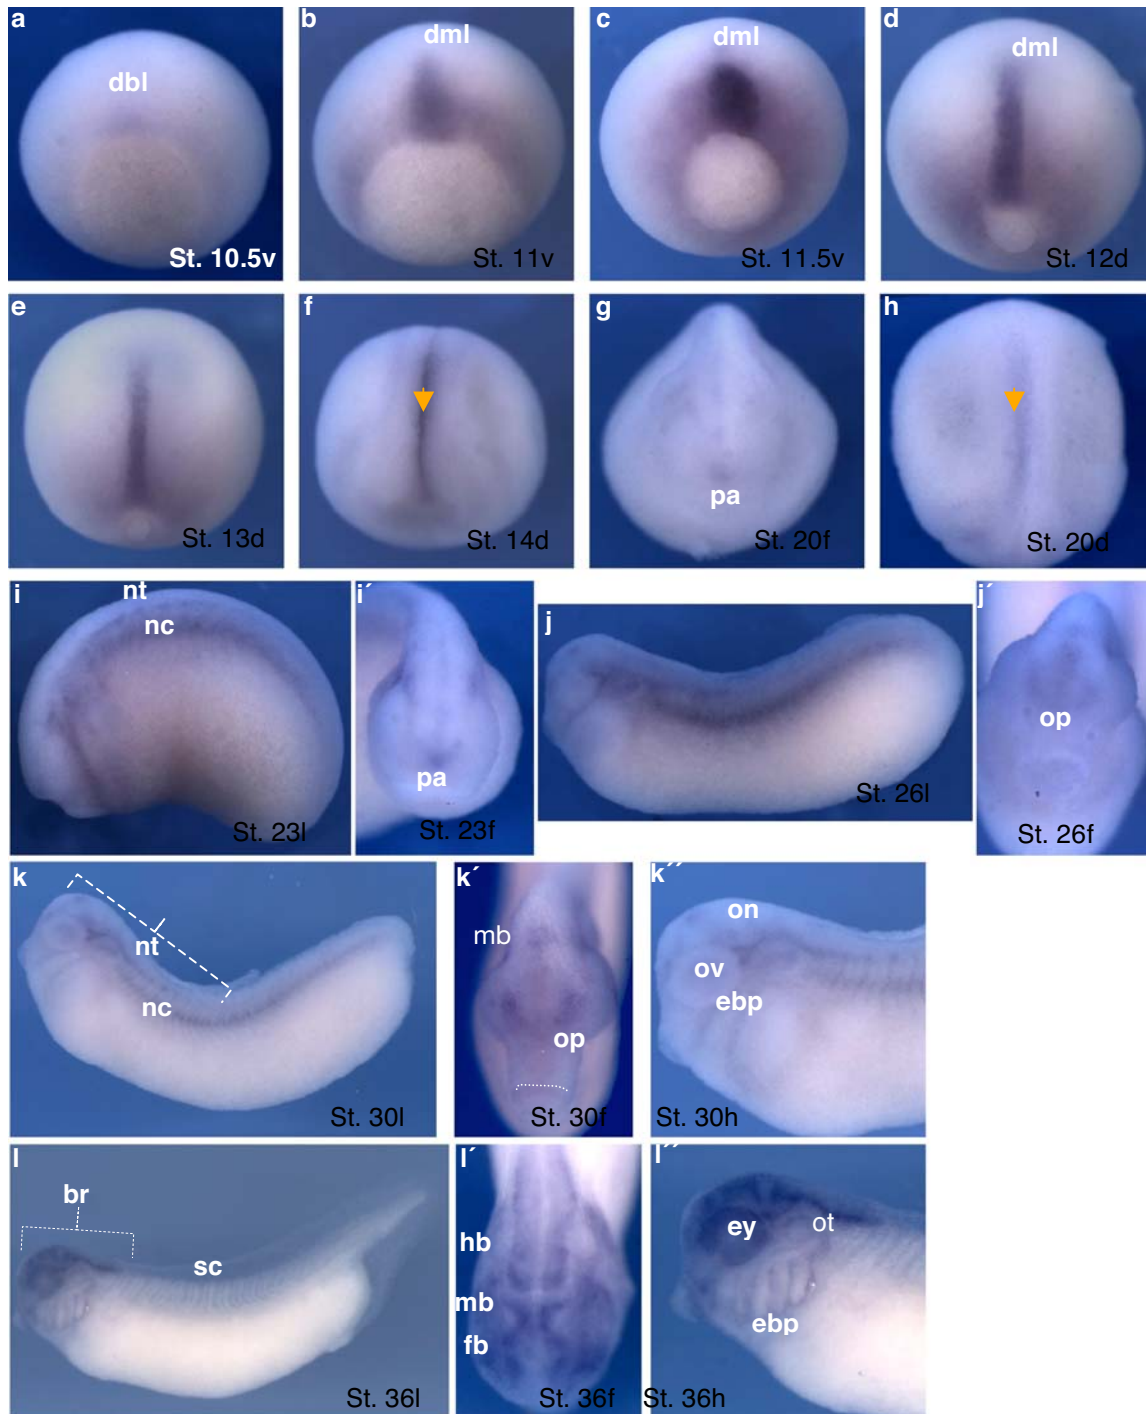 a
dbl
St. 10.5v
b
dml
St. 11v
c
dml
St. 11.5v
d
dml
St. 12d
e
St. 13d
f
St. 14d
g
pa
St. 20f
h
St. 20d
i
nt
nc
St. 23l
i´
pa
St. 23f
j
St. 26l
j´
op
St. 26f
k
nt
nc
St. 30l
k´
mb
op
St. 30f
k´´
on
ov
ebp
St. 30h
l
br
sc
St. 36l
l´
hb
mb
fb
St. 36f
l´´
ey
ot
ebp
St. 36h